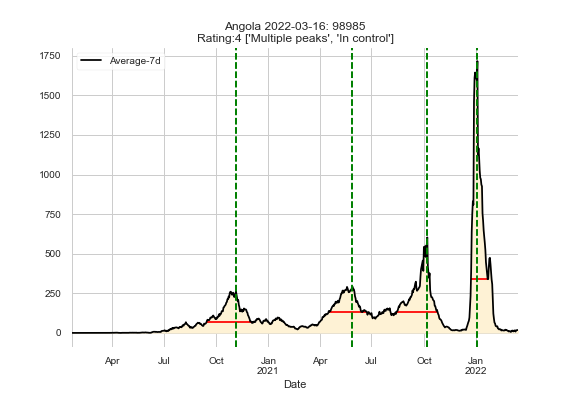 Angola 2022-03-16: 98985
Rating:4 ['Multiple peaks', 'In control']
Average-7d
1750
1500
1250
1000
750
500
250
0
Apr Jul Oct Jan Apr Jul Oct Jan
2021 2022
Date